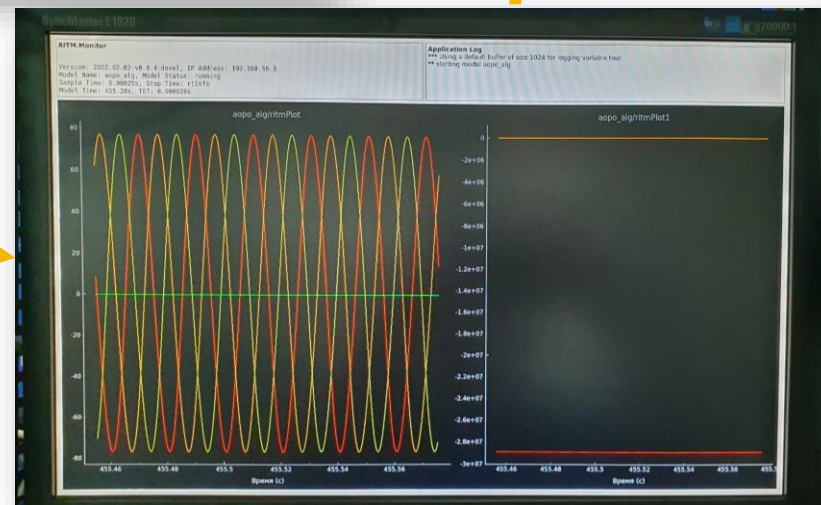 SyncMaster E1920
RITM.Monitor
Version: 2022.02.02-v0.8.4-devel, IP Address: 192.168.56.3
Model Name: aopo_alg, Model Status: running
Sample Time: 0.00025s, Stop Time: rtInfs
Model Time: 455.28s, TET: 0.000028s
Application Log
*** Using a default buffer of size 1024 for logging variable tout
** starting model aopo_alg
aopo_alg/ritmPlot
80
60
40
20
0
-20
-40
-60
-80
455.46 455.48 455.5 455.52 455.54 455.56
Время (с)
aopo_alg/ritmPlot1
0
-2e+06
-4e+06
-6e+06
-8e+06
-1e+07
-1.2e+07
-1.4e+07
-1.6e+07
-1.8e+07
-2e+07
-2.2e+07
-2.4e+07
-2.6e+07
-2.8e+07
-3e+07
455.46 455.48 455.5 455.52 455.54 455.56
Время (с)